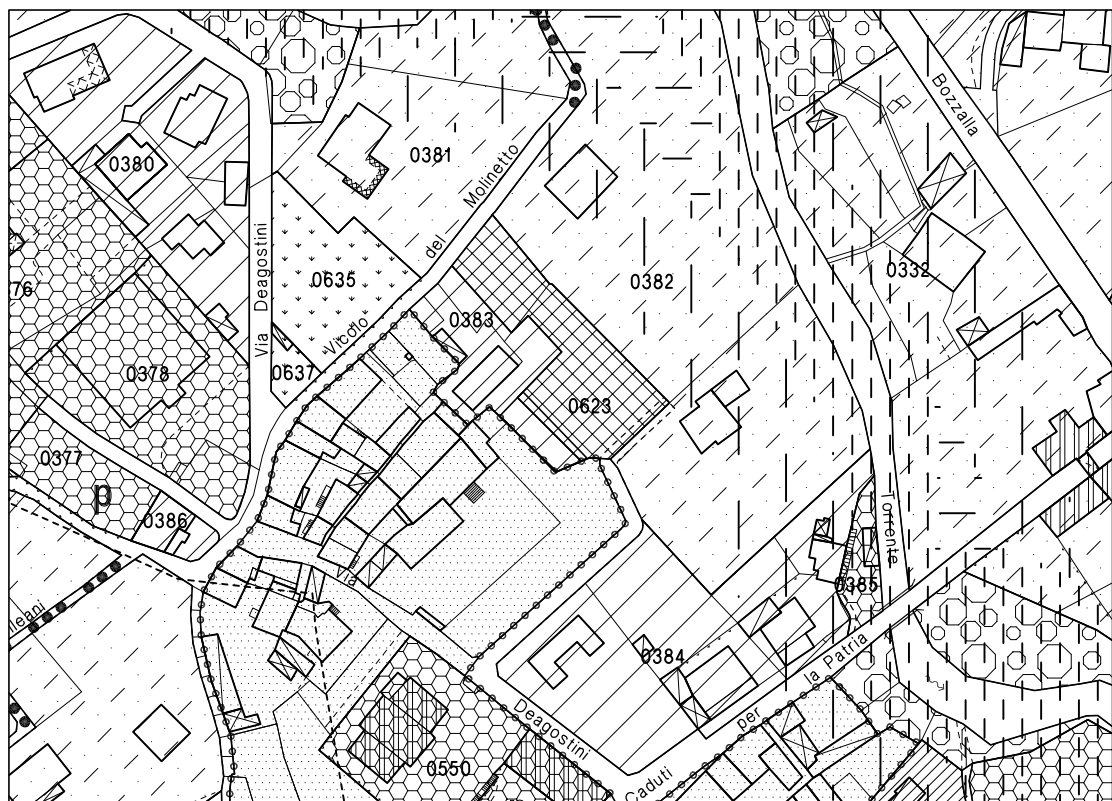 Bozzalla
0380
0381
Molinetto
del
Via Deagostini
0635
0382
0332
76
0383
Vicolo
0637
0378
0623
0377
p
0386
Torrente
Via
0385
leani
0384
la Patria
per
Deagostini
0550
Caduti